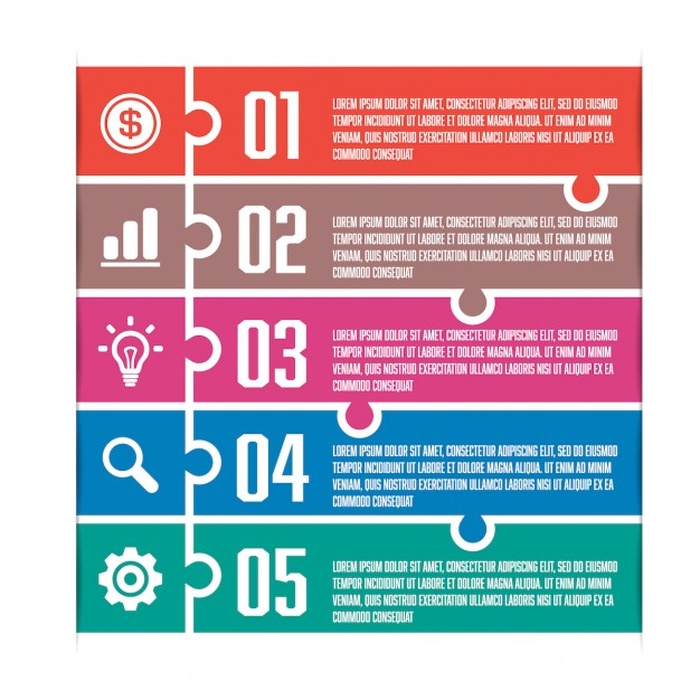 $
01
LOREM IPSUM DOLOR SIT AMET, CONSECTETUR ADIPISCING ELIT, SED DO EIUSMOD
TEMPOR INCIDIDUNT UT LABORE ET DOLORE MAGNA ALIQUA. UT ENIM AD MINIM
VENIAM, QUIS NOSTRUD EXERCITATION ULLAMCO LABORIS NISI UT ALIQUIP EX EA
COMMODO CONSEQUAT
02
LOREM IPSUM DOLOR SIT AMET, CONSECTETUR ADIPISCING ELIT, SED DO EIUSMOD
TEMPOR INCIDIDUNT UT LABORE ET DOLORE MAGNA ALIQUA. UT ENIM AD MINIM
VENIAM, QUIS NOSTRUD EXERCITATION ULLAMCO LABORIS NISI UT ALIQUIP EX EA
COMMODO CONSEQUAT
03
LOREM IPSUM DOLOR SIT AMET, CONSECTETUR ADIPISCING ELIT, SED DO EIUSMOD
TEMPOR INCIDIDUNT UT LABORE ET DOLORE MAGNA ALIQUA. UT ENIM AD MINIM
VENIAM, QUIS NOSTRUD EXERCITATION ULLAMCO LABORIS NISI UT ALIQUIP EX EA
COMMODO CONSEQUAT
04
LOREM IPSUM DOLOR SIT AMET, CONSECTETUR ADIPISCING ELIT, SED DO EIUSMOD
TEMPOR INCIDIDUNT UT LABORE ET DOLORE MAGNA ALIQUA. UT ENIM AD MINIM
VENIAM, QUIS NOSTRUD EXERCITATION ULLAMCO LABORIS NISI UT ALIQUIP EX EA
COMMODO CONSEQUAT
05
LOREM IPSUM DOLOR SIT AMET, CONSECTETUR ADIPISCING ELIT, SED DO EIUSMOD
TEMPOR INCIDIDUNT UT LABORE ET DOLORE MAGNA ALIQUA. UT ENIM AD MINIM
VENIAM, QUIS NOSTRUD EXERCITATION ULLAMCO LABORIS NISI UT ALIQUIP EX EA
COMMODO CONSEQUAT